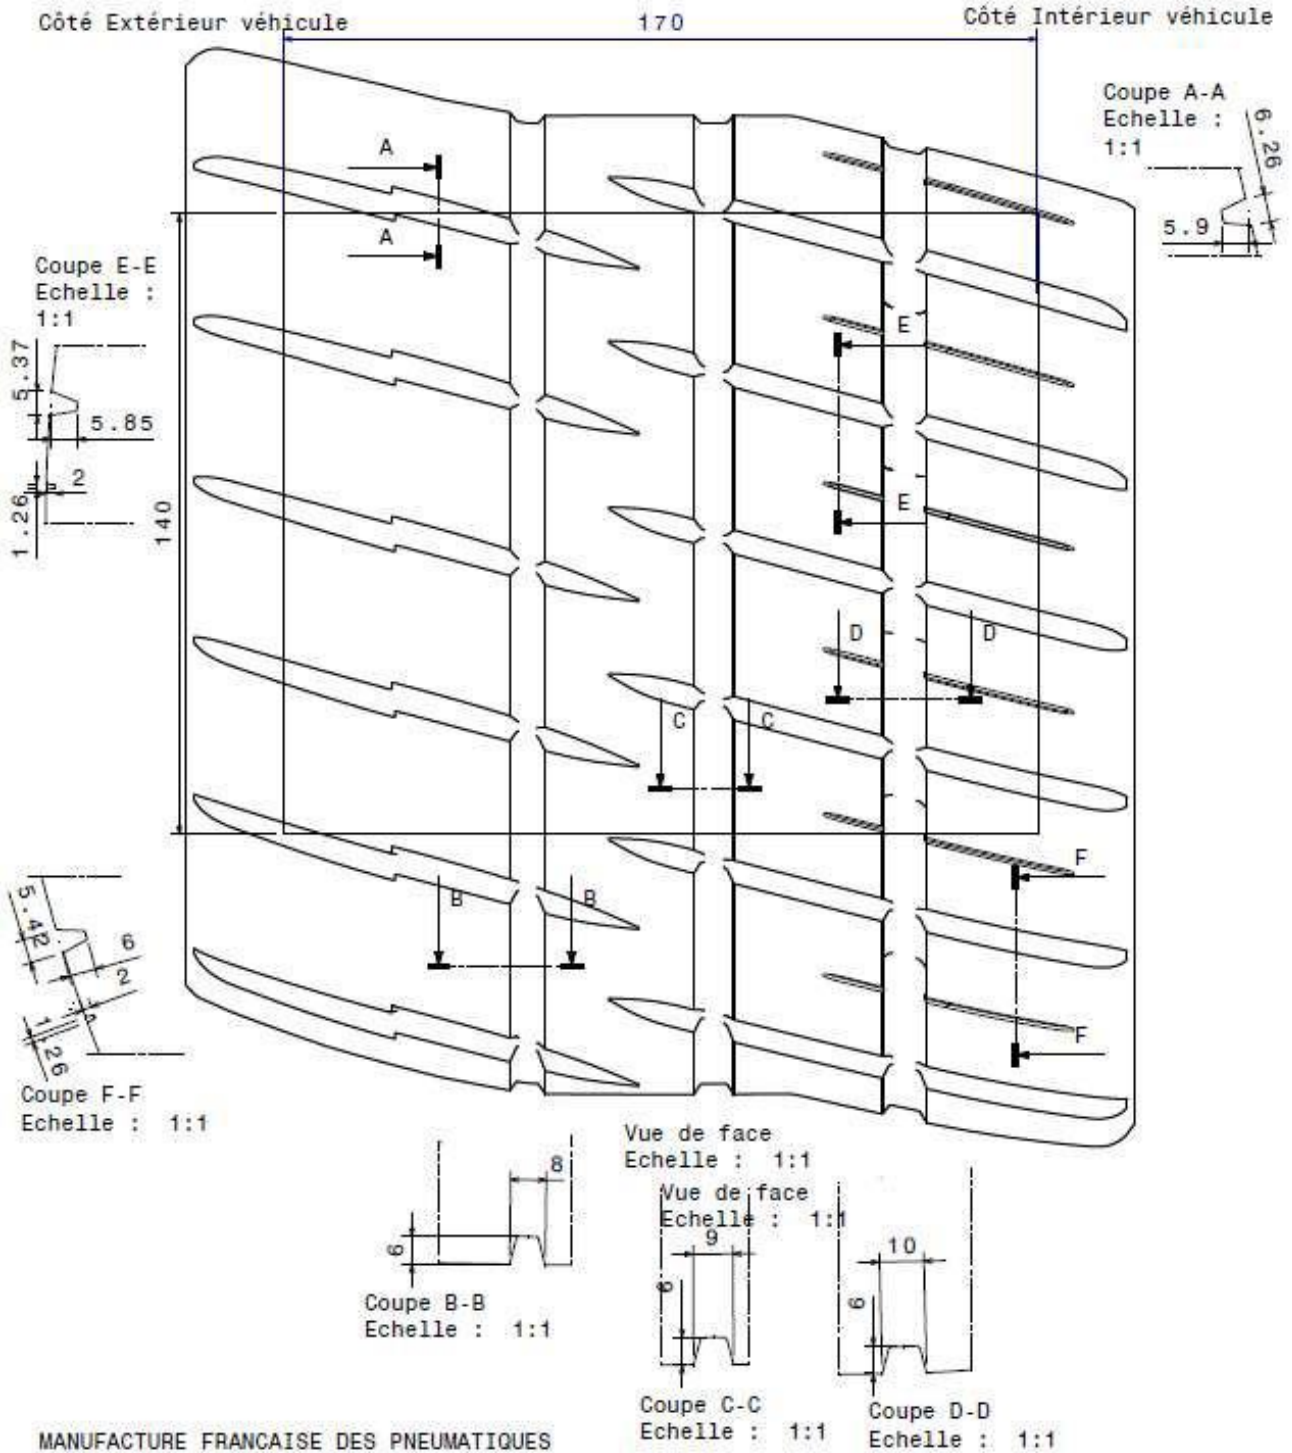 Côté Extérieur véhicule
170
Côté Intérieur véhicule
Coupe A-A
Echelle :
1:1
6.26
5.9
A
A
Coupe E-E
Echelle :
1:1
5.37
5.85
2
1.26
140
E
E
D
D
C
C
B
B
F
F
5.42
6
2
1.26
Coupe F-F
Echelle : 1:1
Vue de face
Echelle : 1:1
Vue de face
Echelle : 1:1
8
6
Coupe B-B
Echelle : 1:1
9
6
Coupe C-C
Echelle : 1:1
10
6
Coupe D-D
Echelle : 1:1
MANUFACTURE FRANCAISE DES PNEUMATIQUES